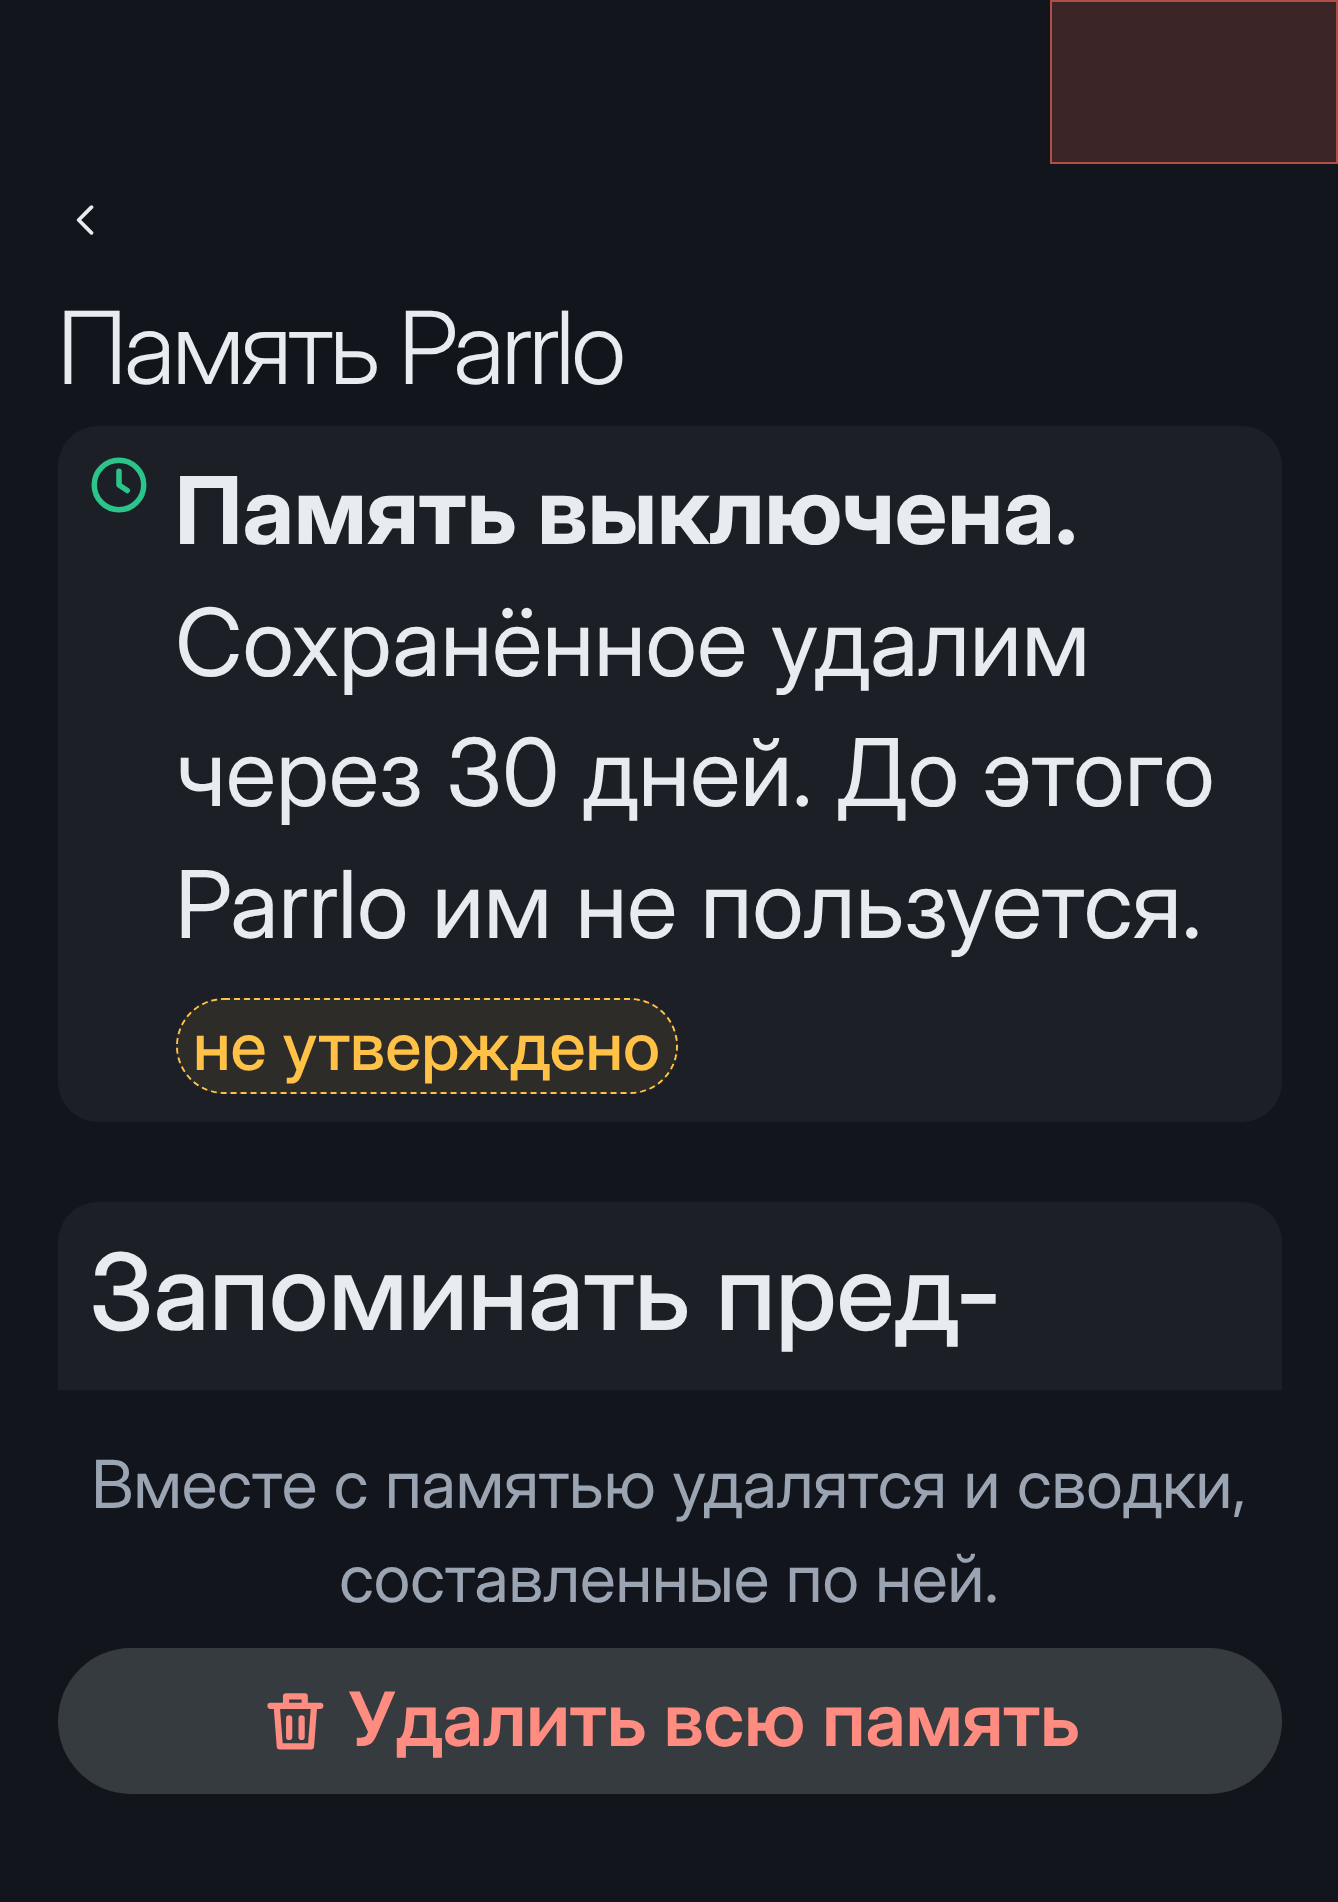 Память Parrlo
Память выключена.
Сохранённое удалим
через 30 дней. До этого
Parrlo им не пользуется.
не утверждено
Запоминать пред-
Вместе с памятью удалятся и сводки,
составленные по ней.
Удалить всю память